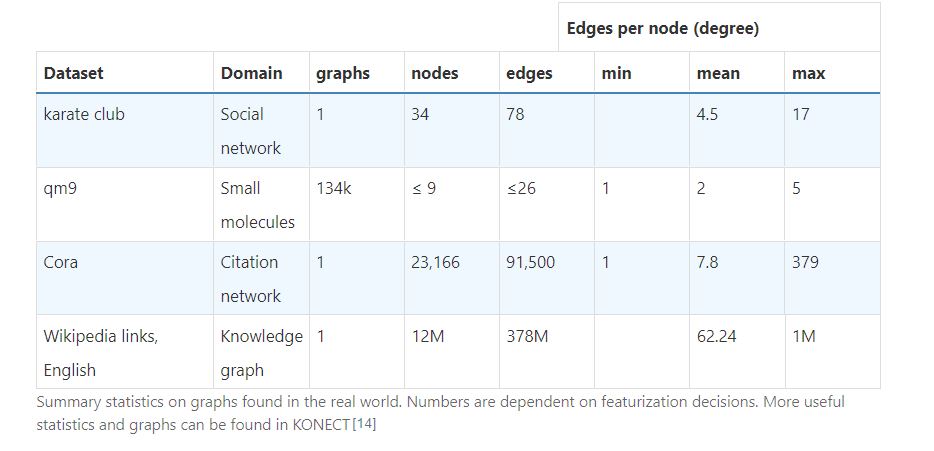 Edges per node (degree)
Dataset Domain graphs nodes edges min mean max
karate club Social 1 34 78 4.5 17
network
qm9 Small 134k ≤ 9 ≤26 1 2 5
molecules
Cora Citation 1 23,166 91,500 1 7.8 379
network
Wikipedia links, Knowledge 1 12M 378M 62.24 1M
English graph
Summary statistics on graphs found in the real world. Numbers are dependent on featurization decisions. More useful
statistics and graphs can be found in KONECT[14]